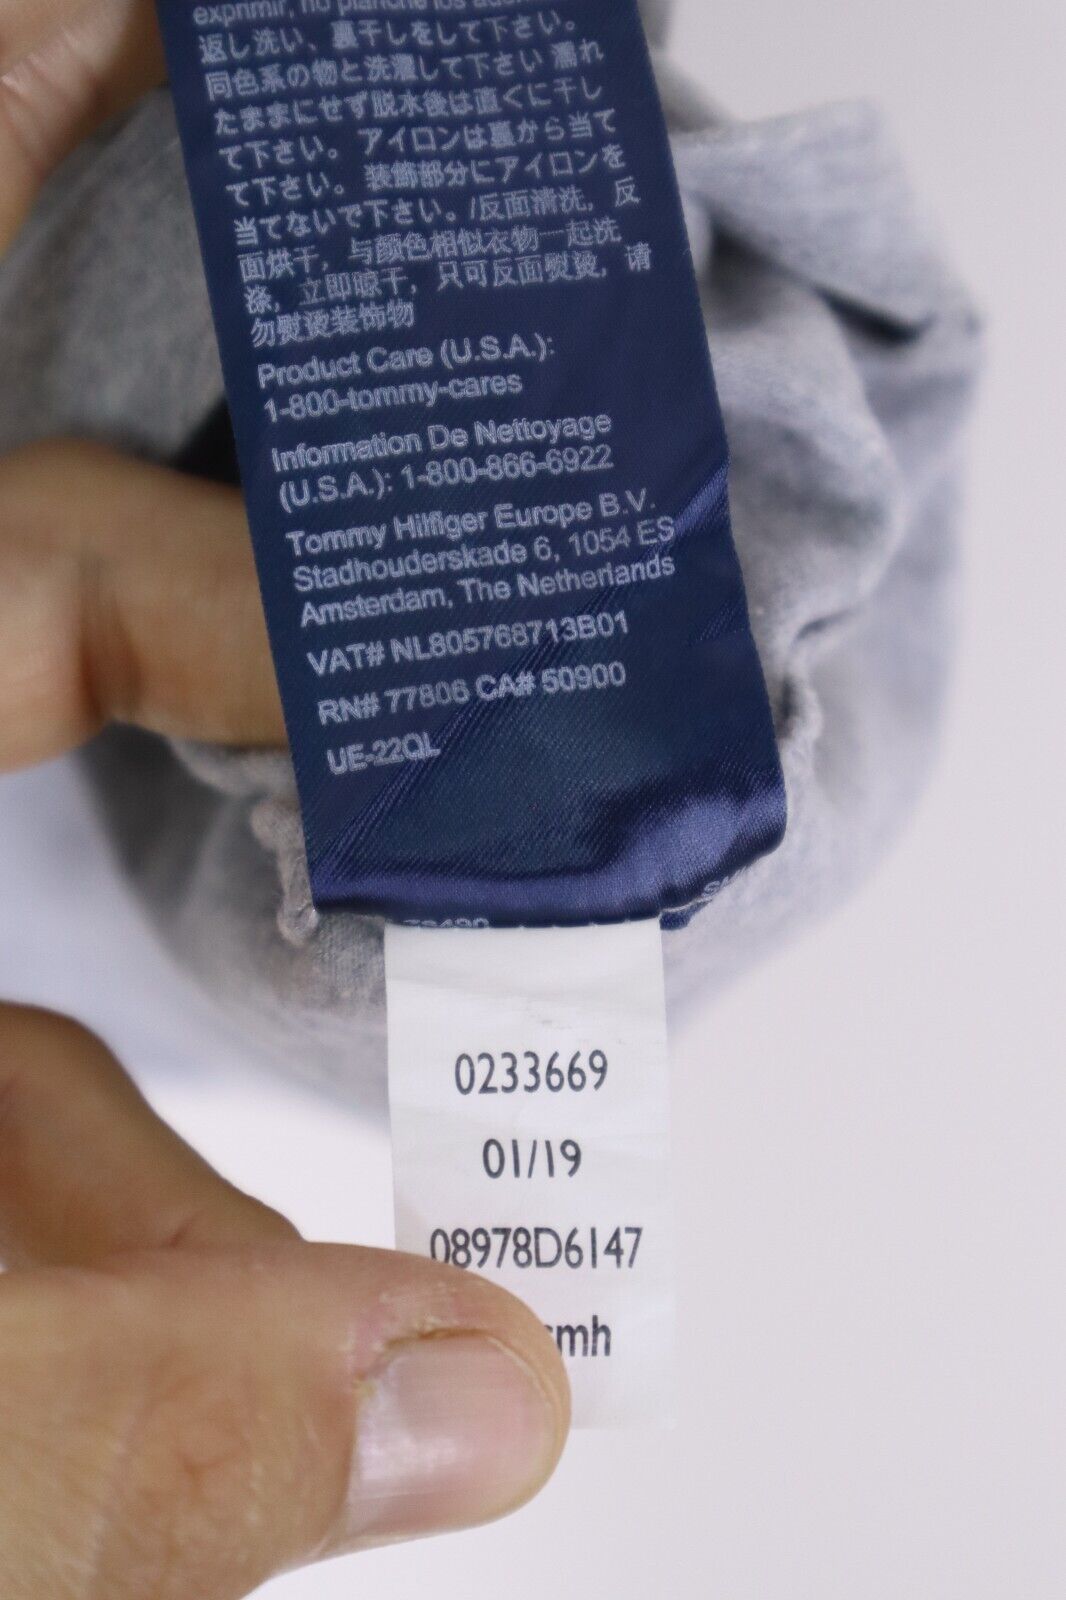 exprimir, no planche los
返し洗い、裏干しをして下さい。
同色系の物と洗濯して下さい 濡れ
たままにせず脱水後は直ぐに干し
て下さい。 アイロンは裏から当て
て下さい。 装飾部分にアイロンを
当てないで下さい。/反面清洗, 反
面烘干, 与颜色相似衣物一起洗
涤, 立即晾干, 只可反面熨烫, 请
勿熨烫装饰物
Product Care (U.S.A.):
1-800-tommy-cares
Information De Nettoyage
(U.S.A.): 1-800-866-6922
Tommy Hilfiger Europe B.V.
Stadhouderskade 6, 1054 ES
Amsterdam, The Netherlands
VAT# NL805768713B01
RN# 77806 CA# 50900
UE-22QL
0233669
01/19
08978D6147
smh